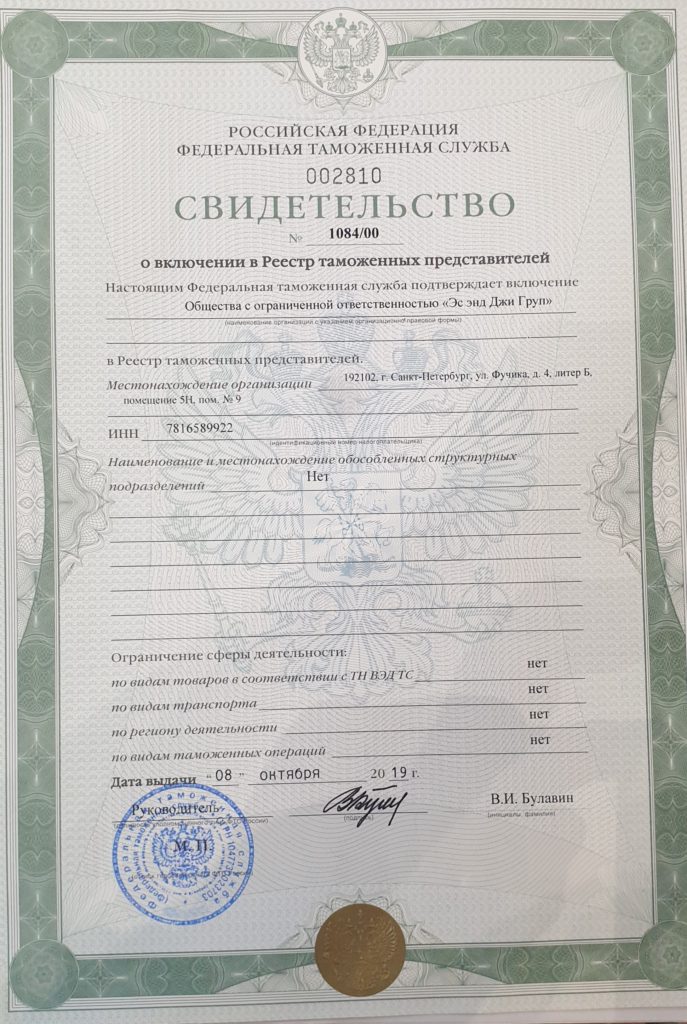 РОССИЙСКАЯ ФЕДЕРАЦИЯ
ФЕДЕРАЛЬНАЯ ТАМОЖЕННАЯ СЛУЖБА
002810
СВИДЕТЕЛЬСТВО
№ 1084/00
о включении в Реестр таможенных представителей
Настоящим Федеральная таможенная служба подтверждает включение
Общества с ограниченной ответственностью «Эс энд Джи Груп»
(наименование организации с указанием организационно-правовой формы)
в Реестр таможенных представителей.
Местонахождение организации 192102, г. Санкт-Петербург, ул. Фучика, д. 4, литер Б,
помещение 5Н, пом. № 9
ИНН 7816589922
(идентификационный номер налогоплательщика)
Наименование и местонахождение обособленных структурных
подразделений Нет
Ограничение сферы деятельности:
по видам товаров в соответствии с ТН ВЭД ТС нет
по видам транспорта нет
по региону деятельности нет
по видам таможенных операций нет
Дата выдачи “08” октября 2019 г.
Руководитель В.И. Булавин
(подпись) (инициалы, фамилия)
М.П.
Федеральная таможенная служба